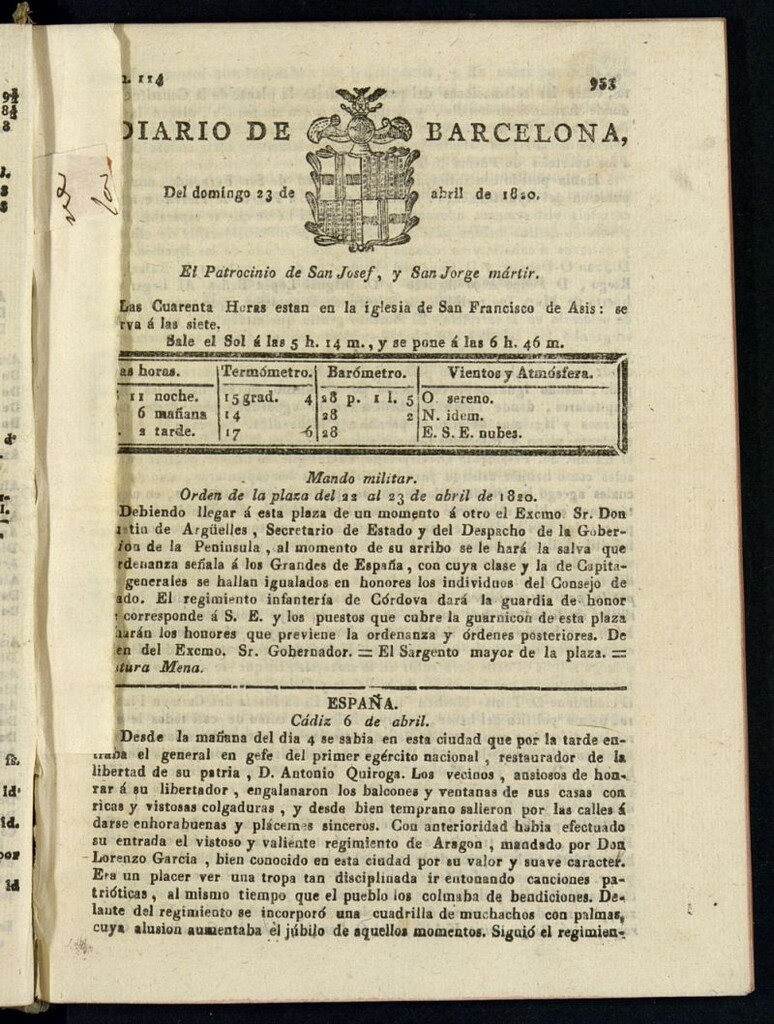 114
953
DIARIO DE BARCELONA,
Del domingo 23 de abril de 1820.
El Patrocinio de San Josef, y San Jorge mártir.
Las Cuarenta Horas estan en la iglesia de San Francisco de Asis: se
rva á las siete.
Sale el Sol á las 5 h. 14 m., y se pone á las 6 h. 46 m.
as horas. Termómetro. Barómetro. Vientos y Atmósfera.
11 noche. 15 grad. 4 28 p. 1 l. 5 O. sereno.
6 mañana 14 28 2 N. idem.
2 tarde. 17 6 28 E. S. E. nubes.
Mando militar.
Orden de la plaza del 22 al 23 de abril de 1820.
Debiendo llegar á esta plaza de un momento á otro el Excmo Sr. Don
stin de Argüelles, Secretario de Estado y del Despacho de la Gober-
ion de la Peninsula, al momento de su arribo se le hará la salva que
rdenanza señala á los Grandes de España, con cuya clase y la de Capita-
generales se hallan igualados en honores los individuos del Consejo de
ado. El regimiento infantería de Córdova dará la guardia de honor
corresponde á S. E. y los puestos que cubre la guarnicon de esta plaza
harán los honores que previene la ordenanza y órdenes posteriores. De
en del Excmo. Sr. Gobernador. = El Sargento mayor de la plaza. =
tura Mena.
ESPAÑA.
Cádiz 6 de abril.
Desde la mañana del dia 4 se sabia en esta ciudad que por la tarde en-
traba el general en gefe del primer egército nacional, restaurador de la
libertad de su patria, D. Antonio Quiroga. Los vecinos, ansiosos de hon-
rar á su libertador, engalanaron los balcones y ventanas de sus casas con
ricas y vistosas colgaduras, y desde bien temprano salieron por las calles á
darse enhorabuenas y plácemes sinceros. Con anterioridad habia efectuado
su entrada el vistoso y valiente regimiento de Aragon, mandado por Don
Lorenzo Garcia, bien conocido en esta ciudad por su valor y suave caracter.
Era un placer ver una tropa tan disciplinada ir entonando canciones pa-
trióticas, al mismo tiempo que el pueblo los colmaba de bendiciones. De-
lante del regimiento se incorporó una cuadrilla de muchachos con palmas,
cuya alusion aumentaba el júbilo de aquellos momentos. Siguió el regimien-